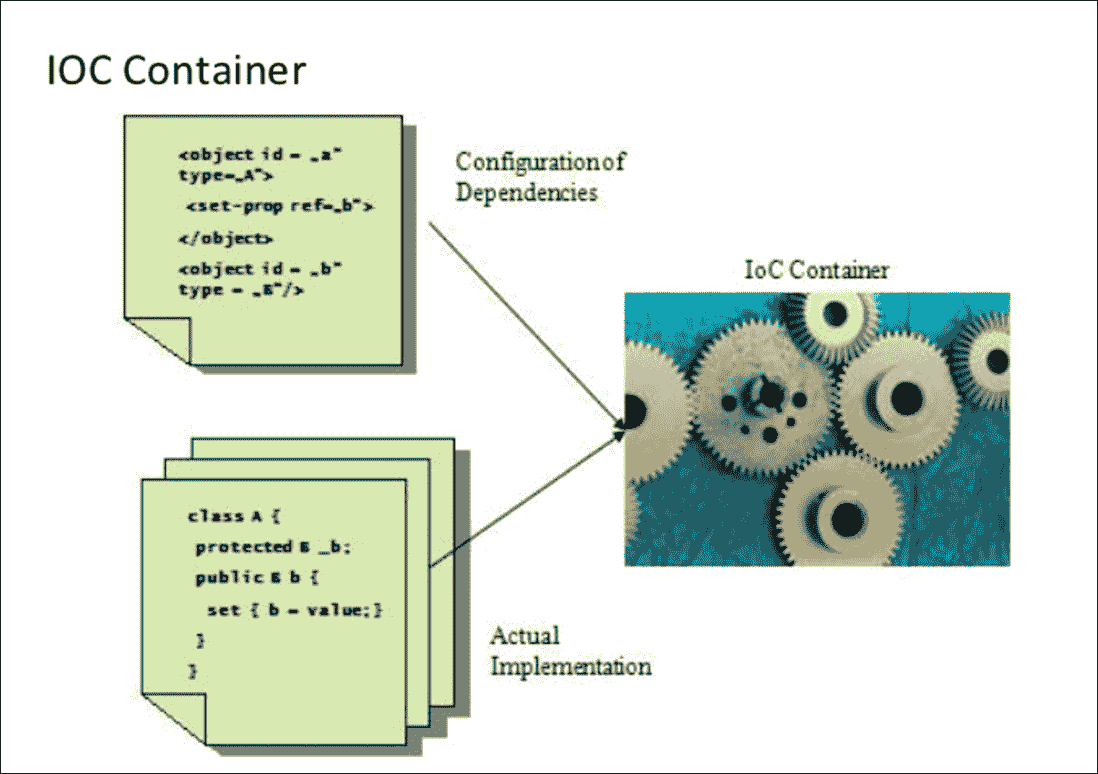 IOC Container
<object id = „a"
type=„A">
<set-prop ref=„b">
</object>
<object id = „b"
type = „B"/>
Configuration of
Dependencies
IoC Container
class A {
protected B _b;
public B b {
set { b = value;}
}
}
Actual
Implementation